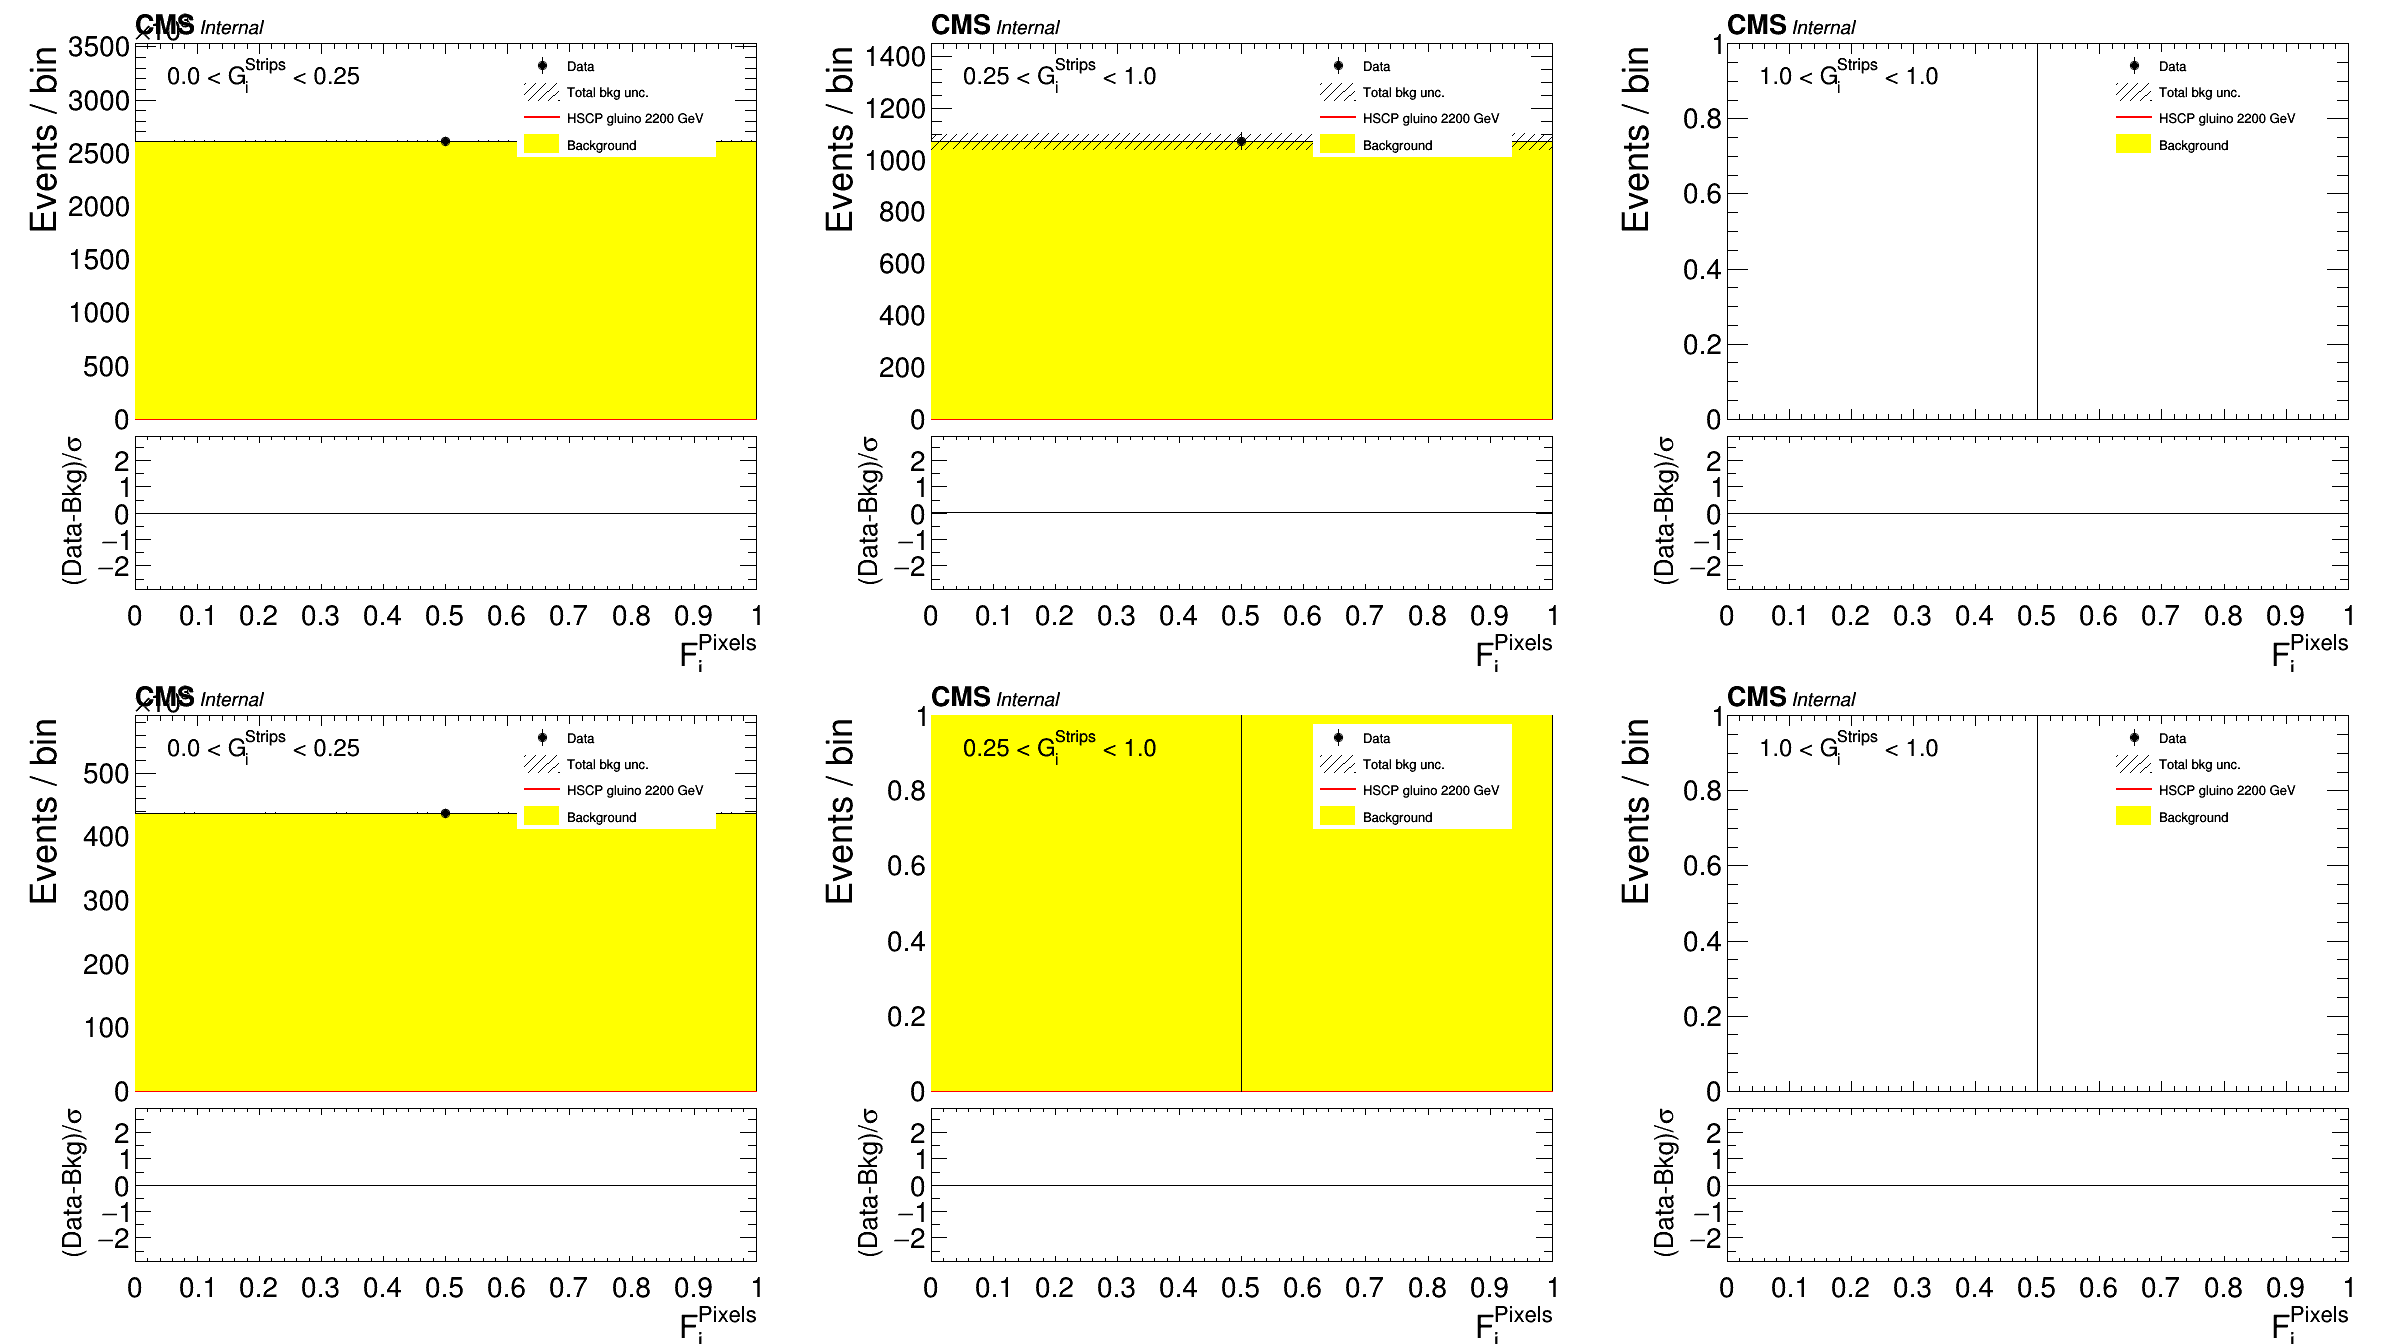 CMS Internal
Events / bin
3500
3000
2500
2000
1500
1000
500
0
0.0 < G_i^Strips < 0.25
Data
Total bkg unc.
HSCP gluino 2200 GeV
Background
(Data-Bkg)/σ
2
1
0
−1
−2
0 0.1 0.2 0.3 0.4 0.5 0.6 0.7 0.8 0.9 1
F_i^Pixels
CMS Internal
Events / bin
1400
1200
1000
800
600
400
200
0
0.25 < G_i^Strips < 1.0
Data
Total bkg unc.
HSCP gluino 2200 GeV
Background
(Data-Bkg)/σ
2
1
0
−1
−2
0 0.1 0.2 0.3 0.4 0.5 0.6 0.7 0.8 0.9 1
F_i^Pixels
CMS Internal
Events / bin
1
0.8
0.6
0.4
0.2
0
1.0 < G_i^Strips < 1.0
Data
Total bkg unc.
HSCP gluino 2200 GeV
Background
(Data-Bkg)/σ
2
1
0
−1
−2
0 0.1 0.2 0.3 0.4 0.5 0.6 0.7 0.8 0.9 1
F_i^Pixels
CMS Internal
Events / bin
500
400
300
200
100
0
0.0 < G_i^Strips < 0.25
Data
Total bkg unc.
HSCP gluino 2200 GeV
Background
(Data-Bkg)/σ
2
1
0
−1
−2
0 0.1 0.2 0.3 0.4 0.5 0.6 0.7 0.8 0.9 1
F_i^Pixels
CMS Internal
Events / bin
1
0.8
0.6
0.4
0.2
0
0.25 < G_i^Strips < 1.0
Data
Total bkg unc.
HSCP gluino 2200 GeV
Background
(Data-Bkg)/σ
2
1
0
−1
−2
0 0.1 0.2 0.3 0.4 0.5 0.6 0.7 0.8 0.9 1
F_i^Pixels
CMS Internal
Events / bin
1
0.8
0.6
0.4
0.2
0
1.0 < G_i^Strips < 1.0
Data
Total bkg unc.
HSCP gluino 2200 GeV
Background
(Data-Bkg)/σ
2
1
0
−1
−2
0 0.1 0.2 0.3 0.4 0.5 0.6 0.7 0.8 0.9 1
F_i^Pixels